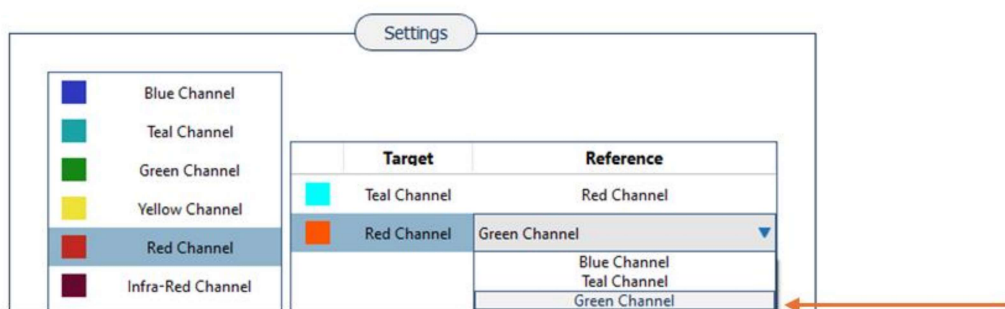 Settings
Blue Channel
Teal Channel
Green Channel
Yellow Channel
Red Channel
Infra-Red Channel
Target Reference
Teal Channel Red Channel
Red Channel Green Channel
Blue Channel
Teal Channel
Green Channel